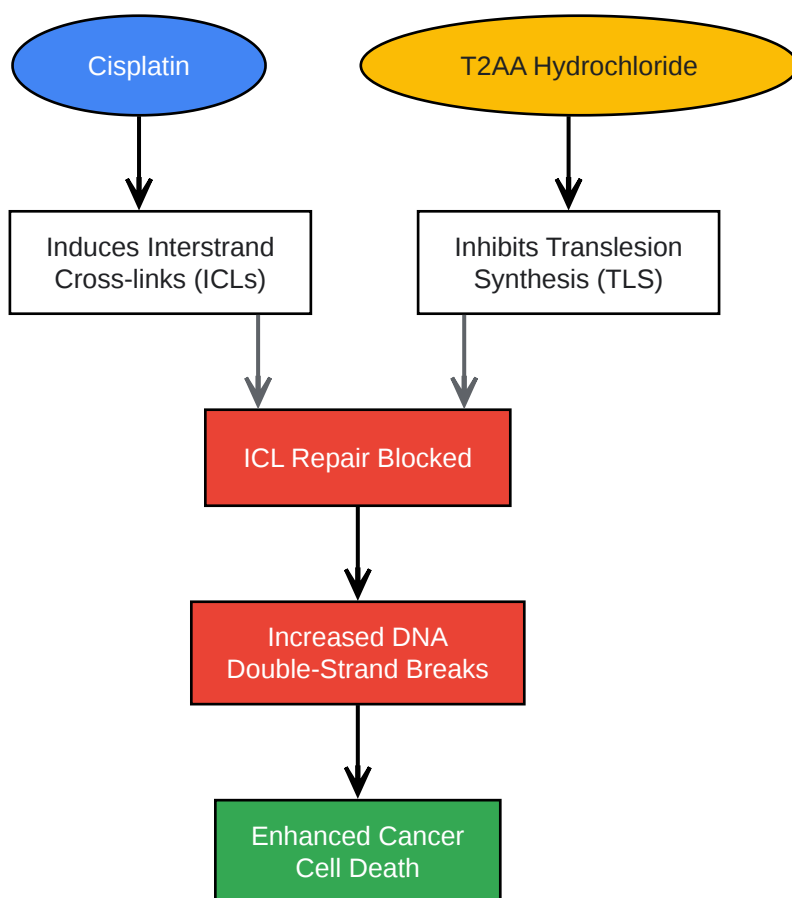 Cisplatin
T2AA Hydrochloride
Induces Interstrand
Cross-links (ICLs)
Inhibits Translesion
Synthesis (TLS)
ICL Repair Blocked
Increased DNA
Double-Strand Breaks
Enhanced Cancer
Cell Death